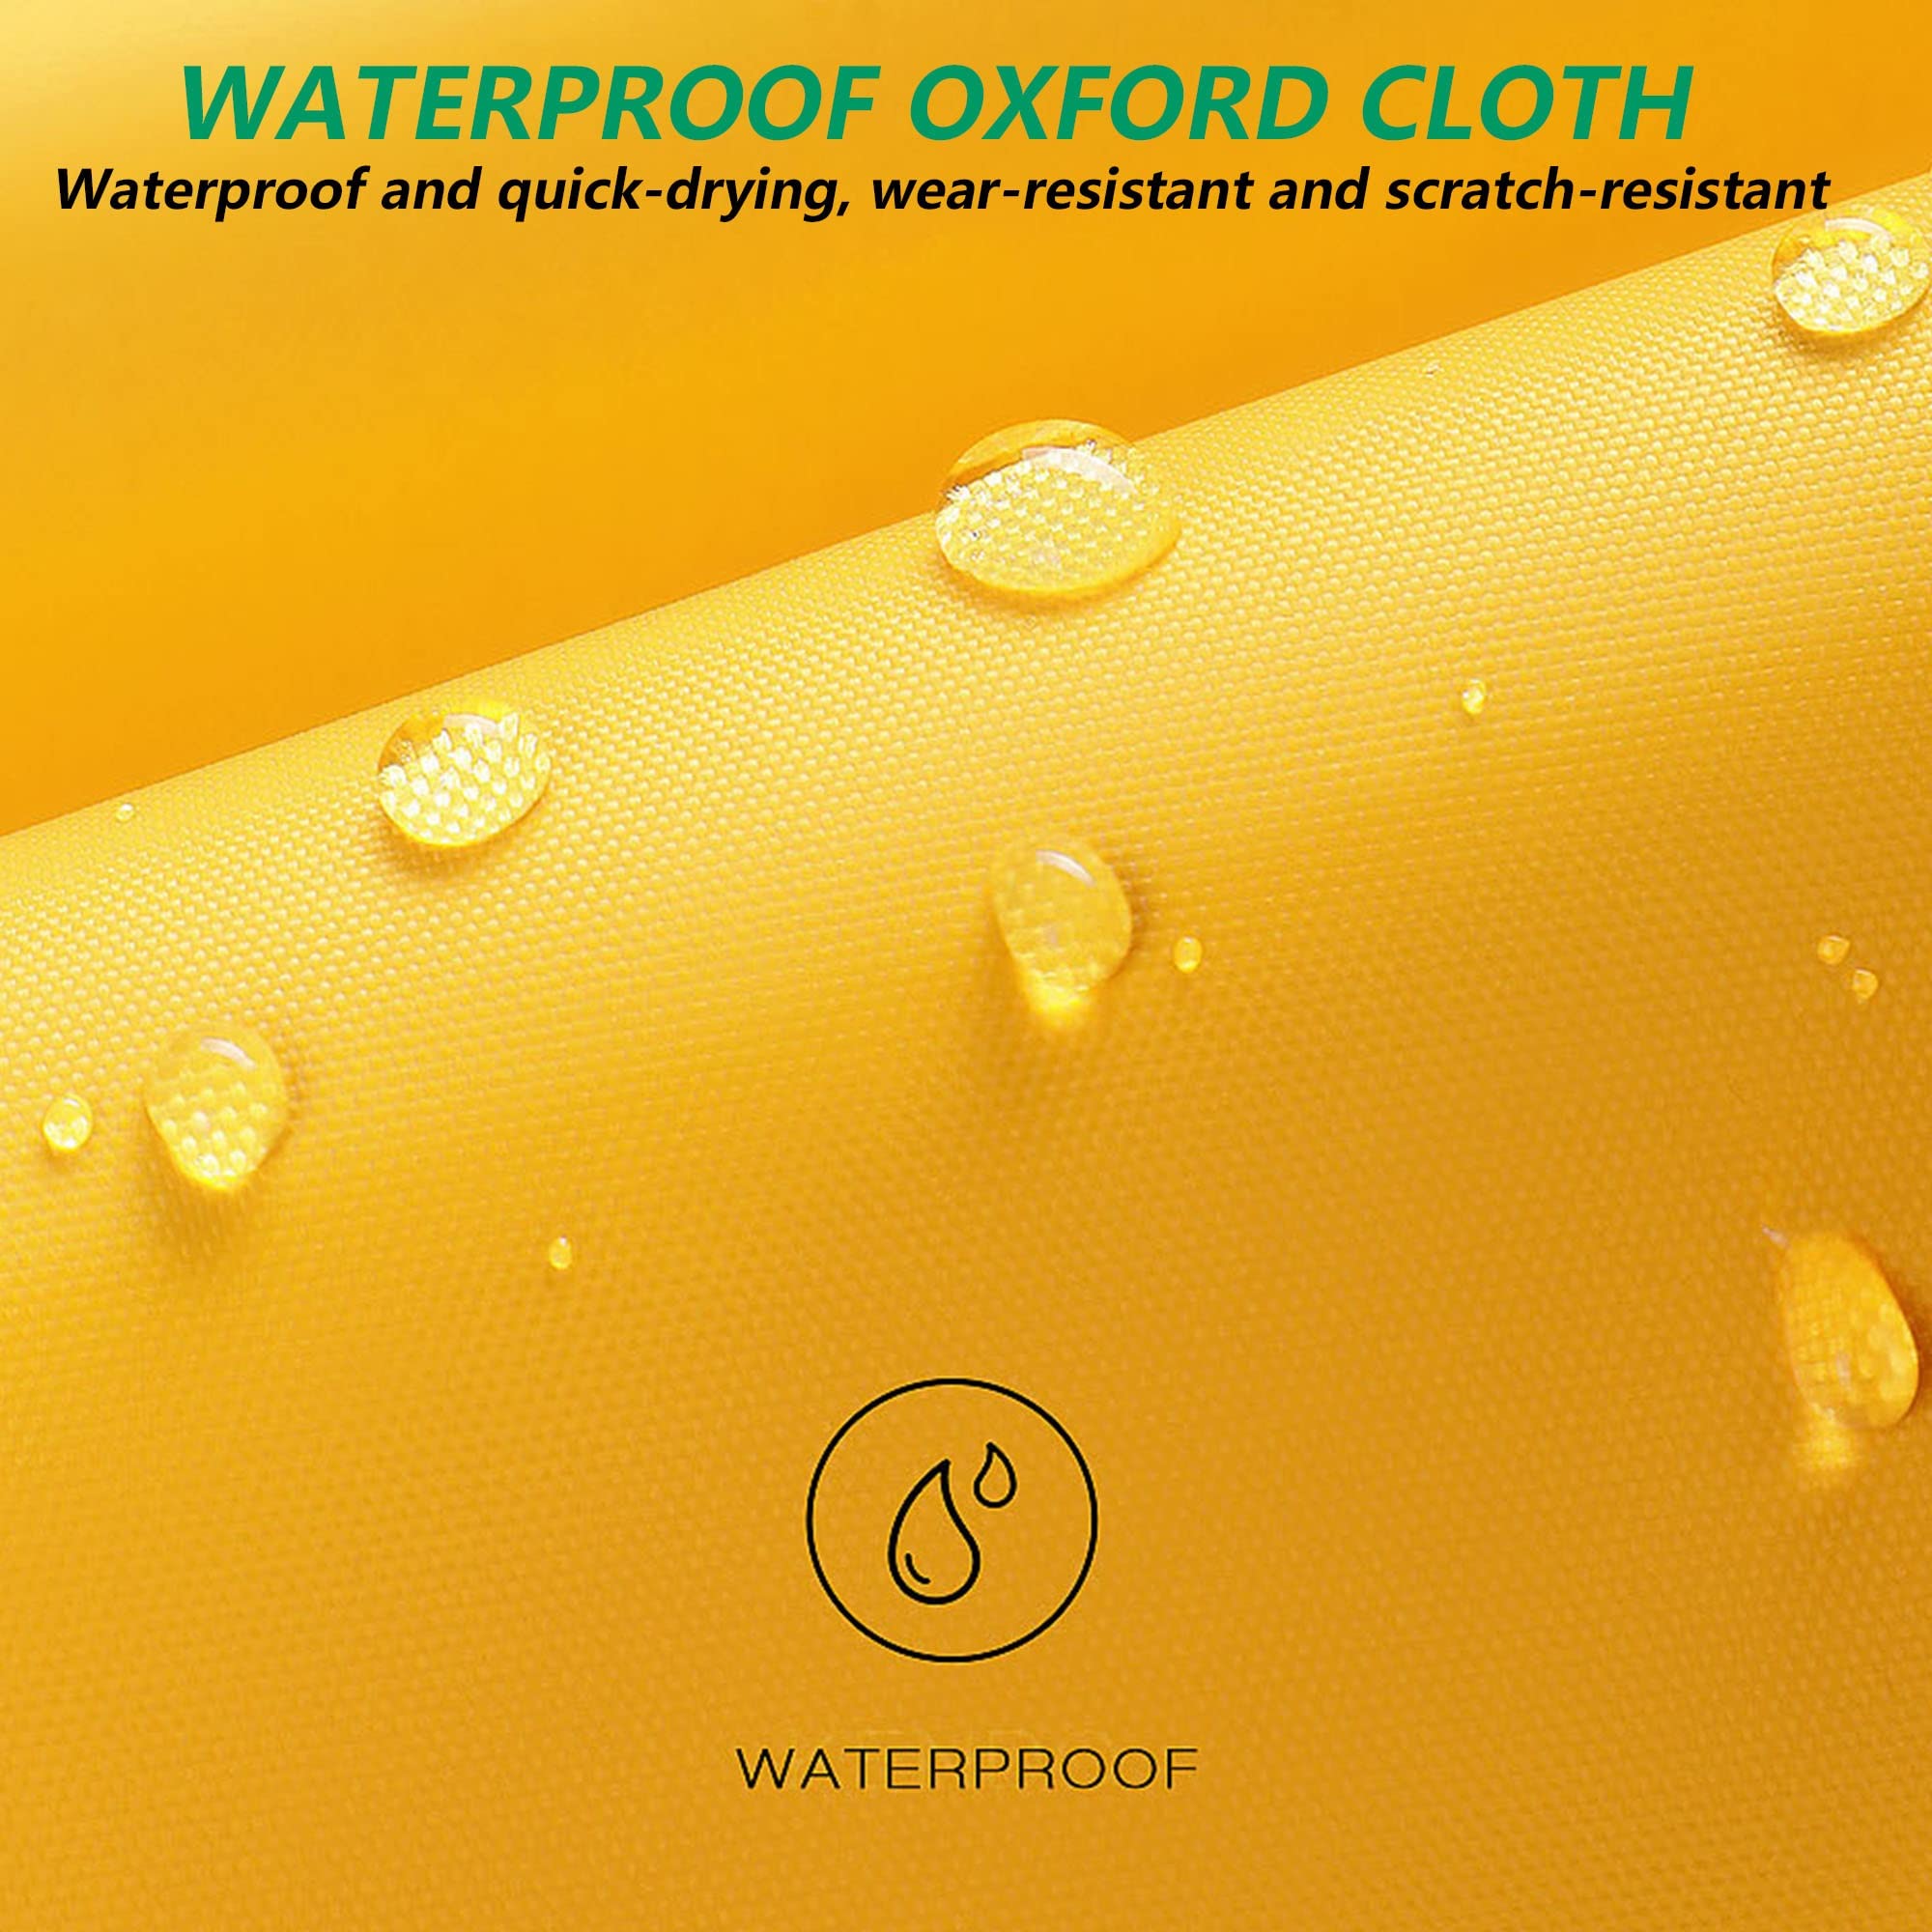 WATERPROOF OXFORD CLOTH
Waterproof and quick-drying, wear-resistant and scratch-resistant
WATERPROOF